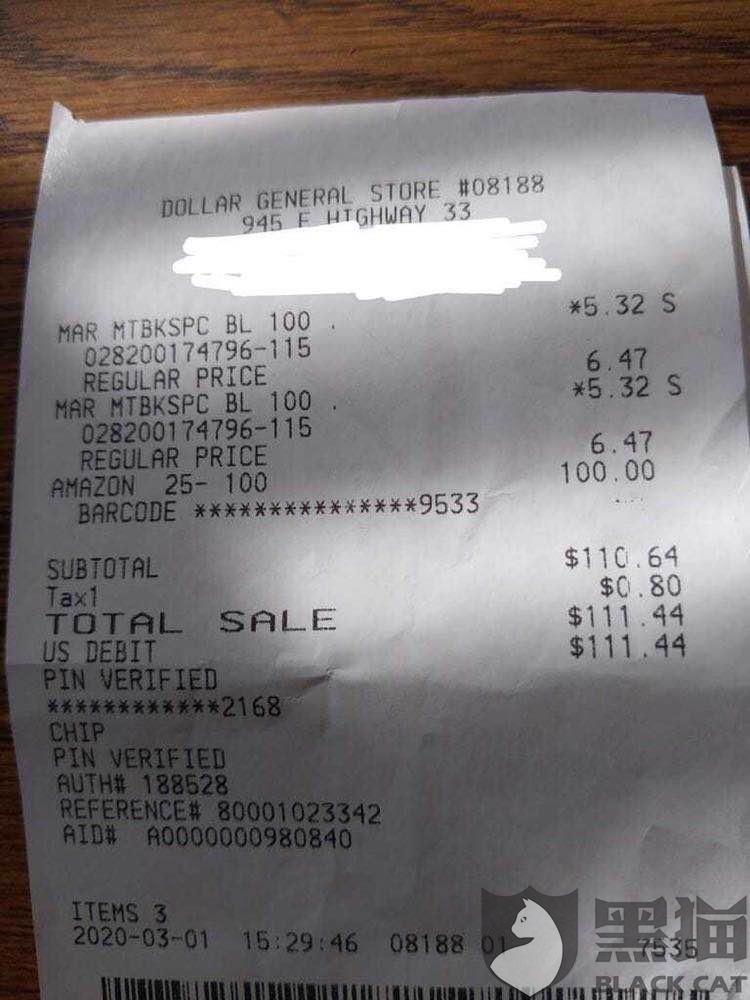 DOLLAR GENERAL STORE #08188
945 E HIGHWAY 33
MAR MTBKSPC BL 100 . *5.32 S
028200174796-115
REGULAR PRICE 6.47
MAR MTBKSPC BL 100 . *5.32 S
028200174796-115
REGULAR PRICE 6.47
AMAZON 25- 100 100.00
BARCODE ***************9533
SUBTOTAL $110.64
Tax1 $0.80
TOTAL SALE $111.44
US DEBIT $111.44
PIN VERIFIED
************2168
CHIP
PIN VERIFIED
AUTH# 188528
REFERENCE# 80001023342
AID# A0000000980840
ITEMS 3
2020-03-01 15:29:46 08188 01 7535
黑猫
BLACK CAT